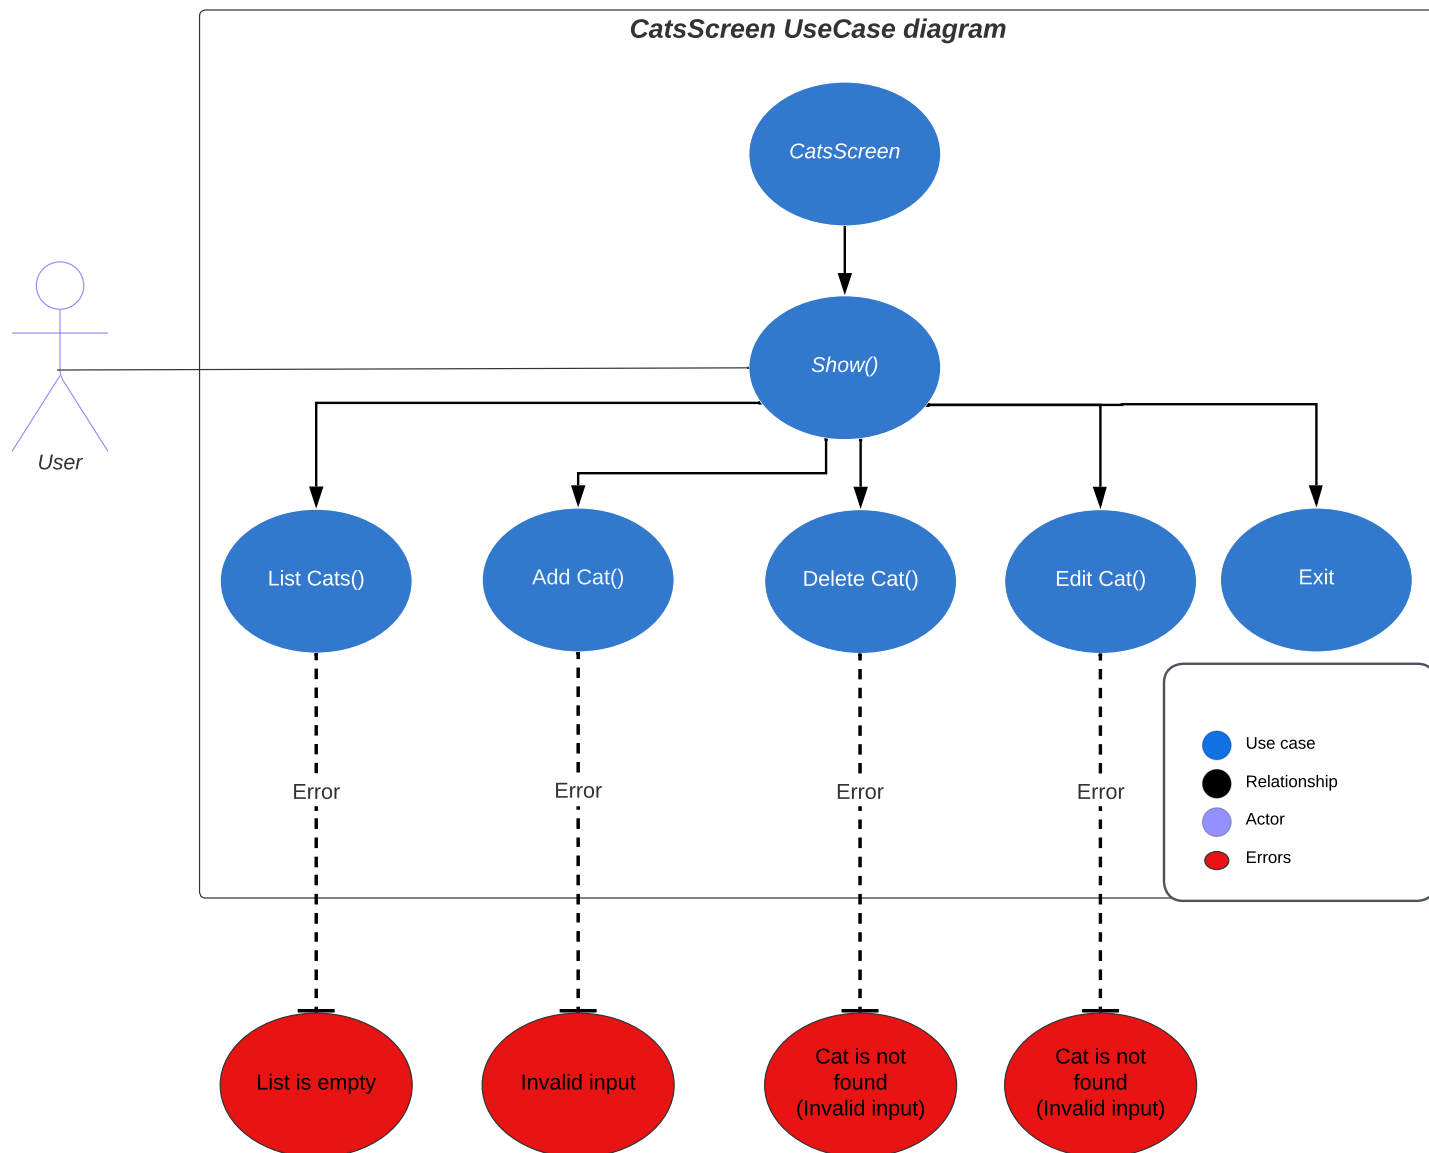 CatsScreen UseCase diagram
CatsScreen
Show()
User
List Cats()
Add Cat()
Delete Cat()
Edit Cat()
Exit
Use case
Relationship
Actor
Errors
Error
Error
Error
Error
List is empty
Invalid input
Cat is not
found
(Invalid input)
Cat is not
found
(Invalid input)